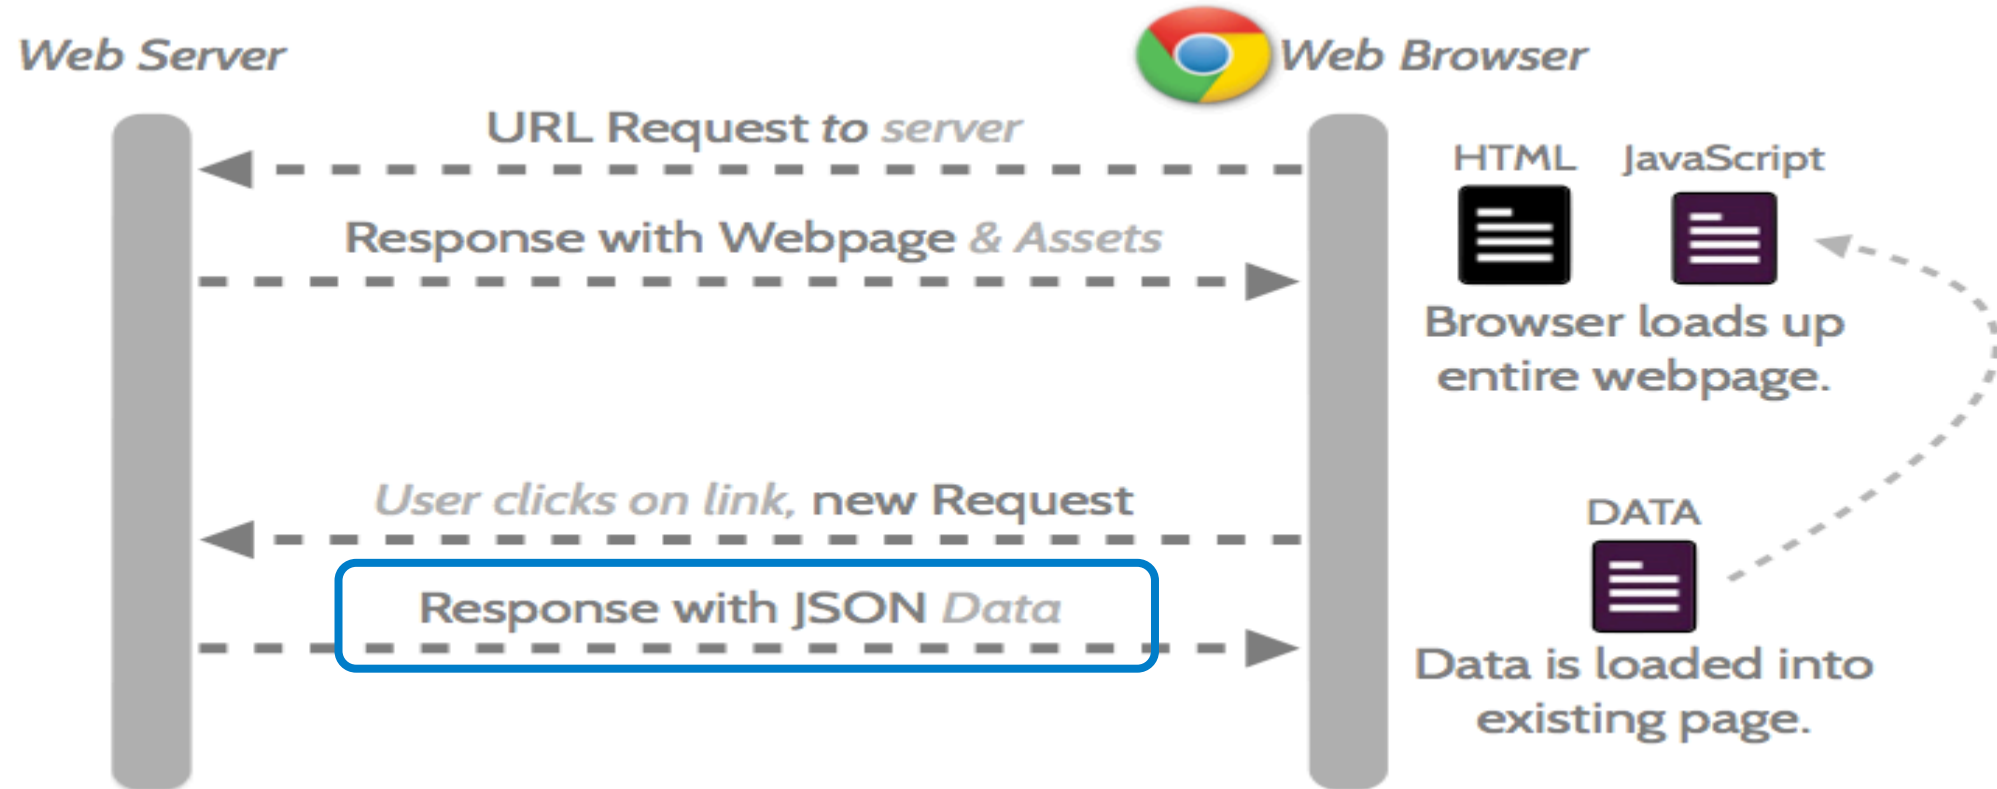 Web Server
Web Browser
URL Request to server
HTML
JavaScript
Response with Webpage & Assets
Browser loads up
entire webpage.
User clicks on link, new Request
DATA
Response with JSON Data
Data is loaded into
existing page.